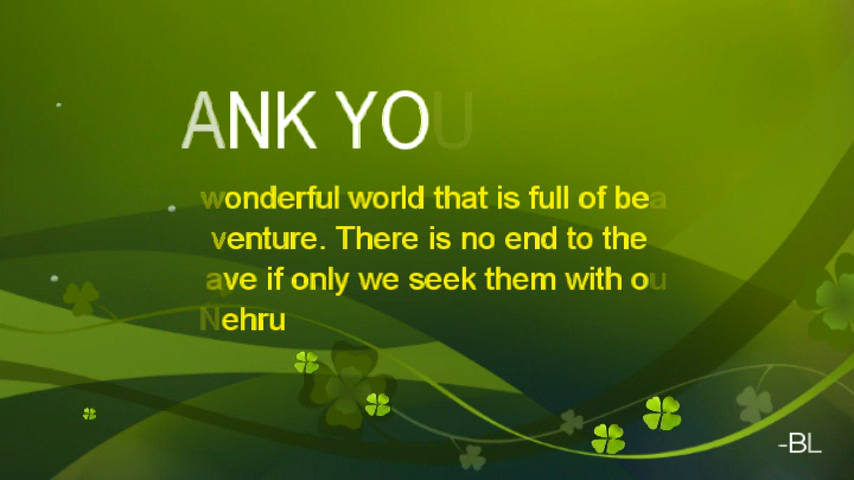 ANK YOU
wonderful world that is full of bea
venture. There is no end to the
ave if only we seek them with ou
Nehru
-BL